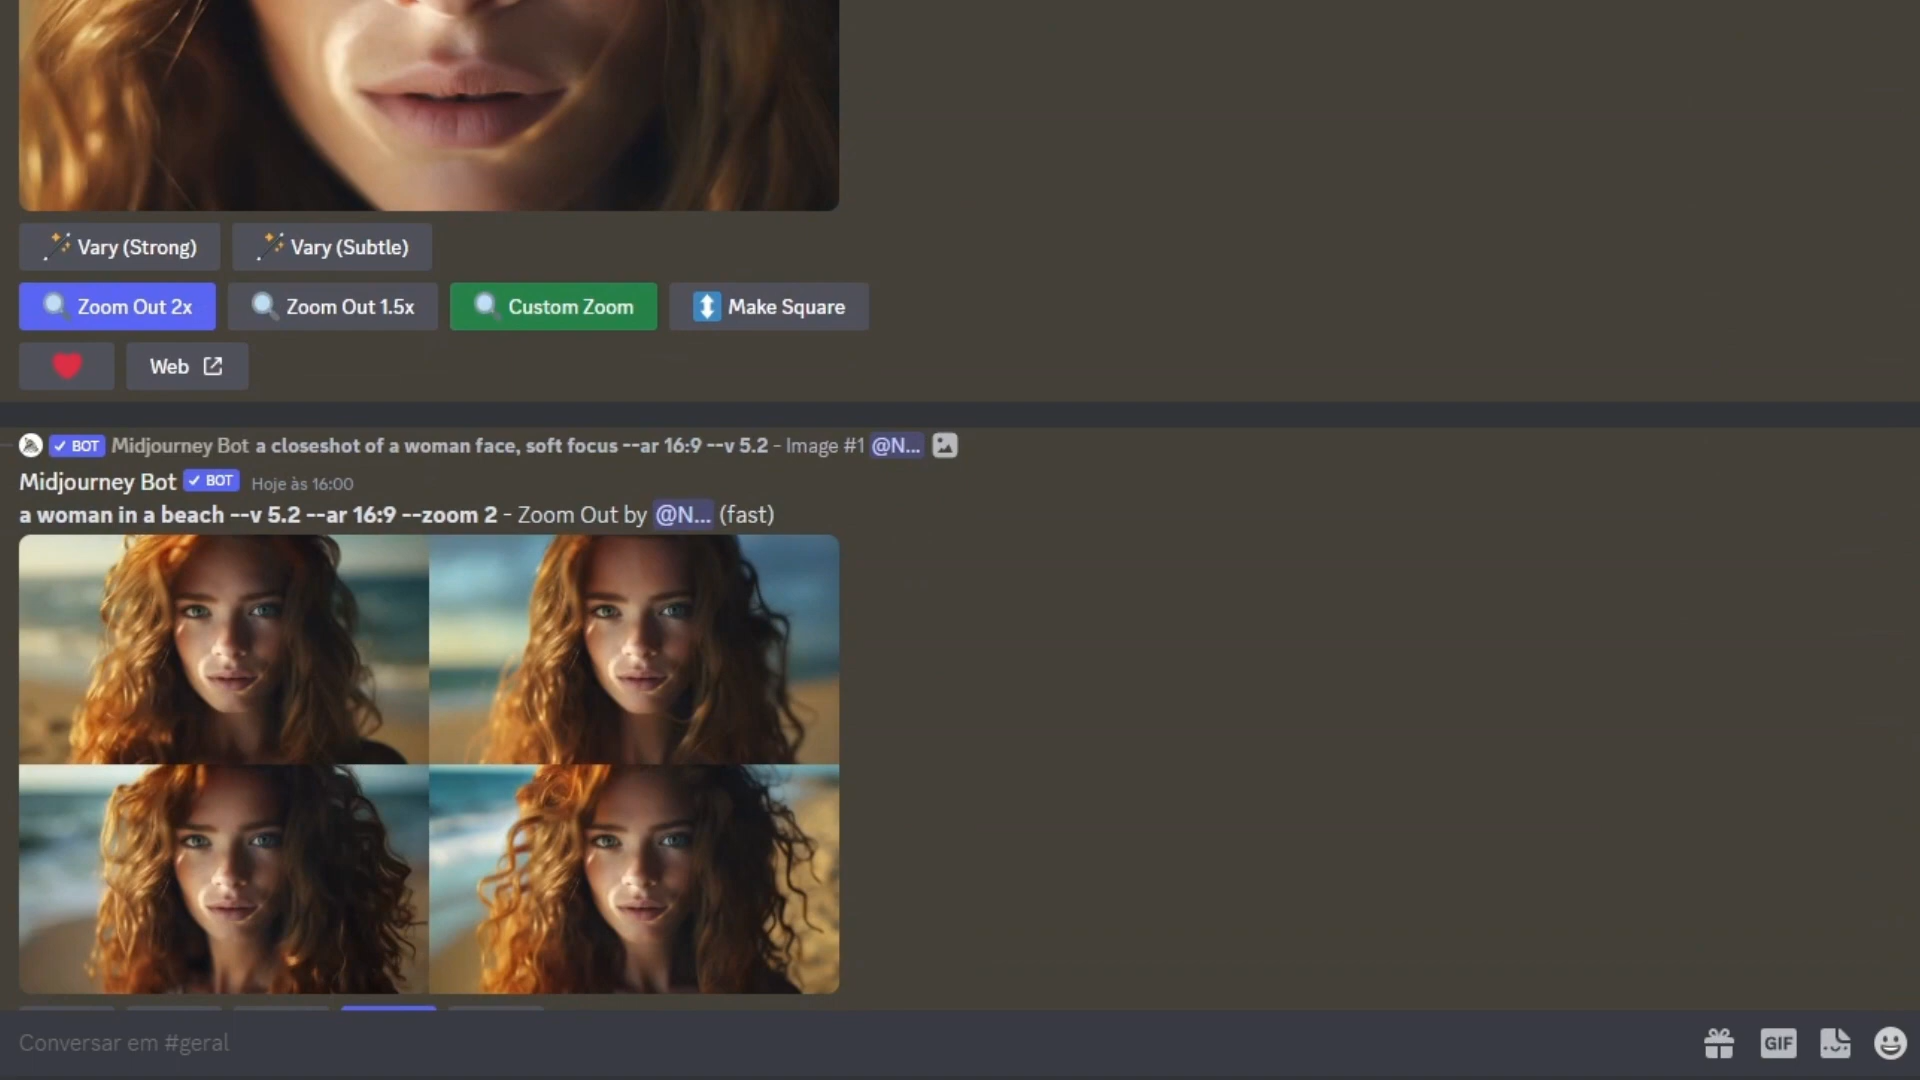 Vary (Strong) Vary (Subtle)
Zoom Out 2x Zoom Out 1.5x Custom Zoom Make Square
Web
BOT Midjourney Bot a closeshot of a woman face, soft focus --ar 16:9 --v 5.2 - Image #1 @N...
Midjourney Bot BOT Hoje às 16:00
a woman in a beach --v 5.2 --ar 16:9 --zoom 2 - Zoom Out by @N... (fast)
Conversar em #geral GIF